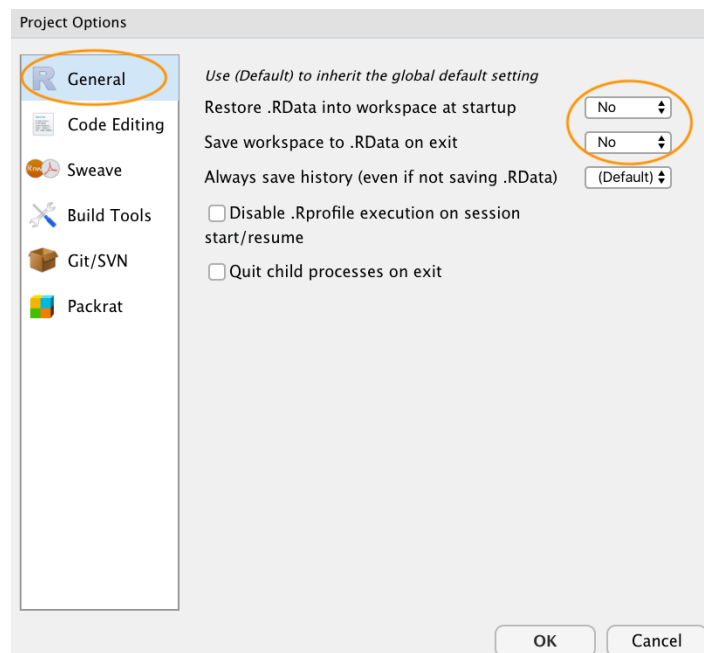 Project Options
General
Code Editing
Sweave
Build Tools
Git/SVN
Packrat
Use (Default) to inherit the global default setting
Restore .RData into workspace at startup No
Save workspace to .RData on exit No
Always save history (even if not saving .RData) (Default)
Disable .Rprofile execution on session
start/resume
Quit child processes on exit
OK Cancel